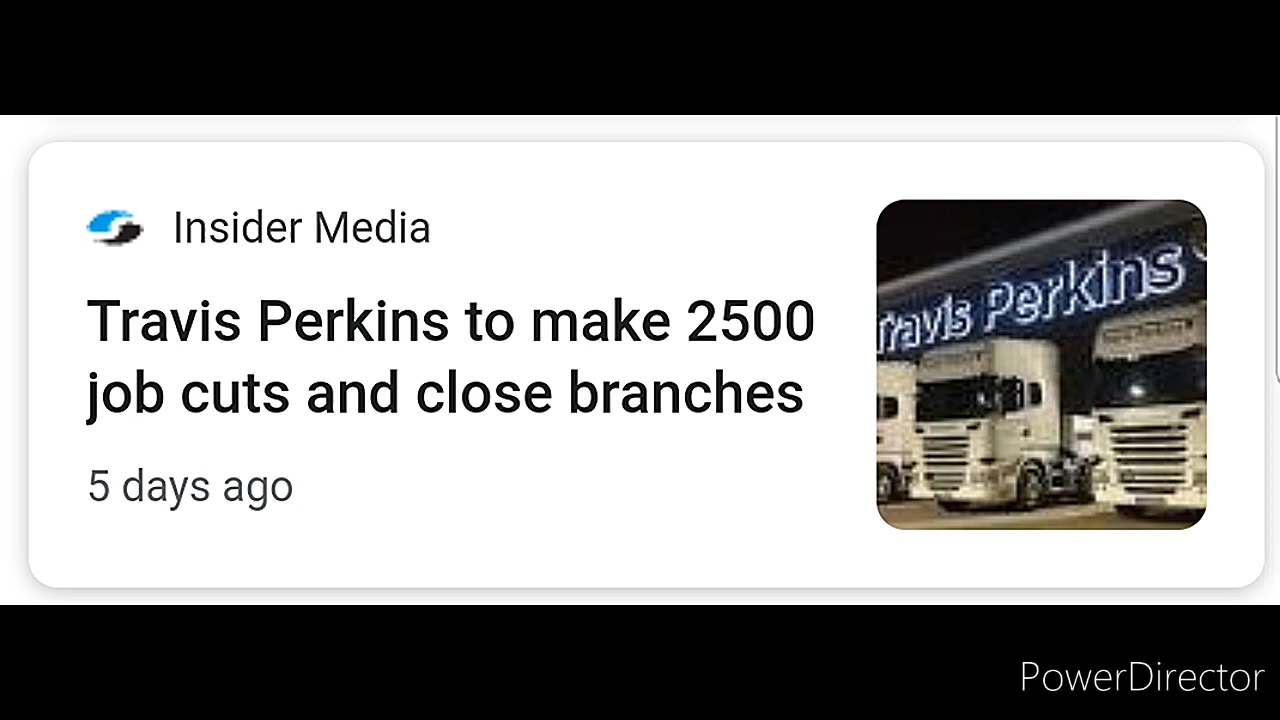 Insider Media
Travis Perkins to make 2500
job cuts and close branches
5 days ago
Travis Perkins
PowerDirector